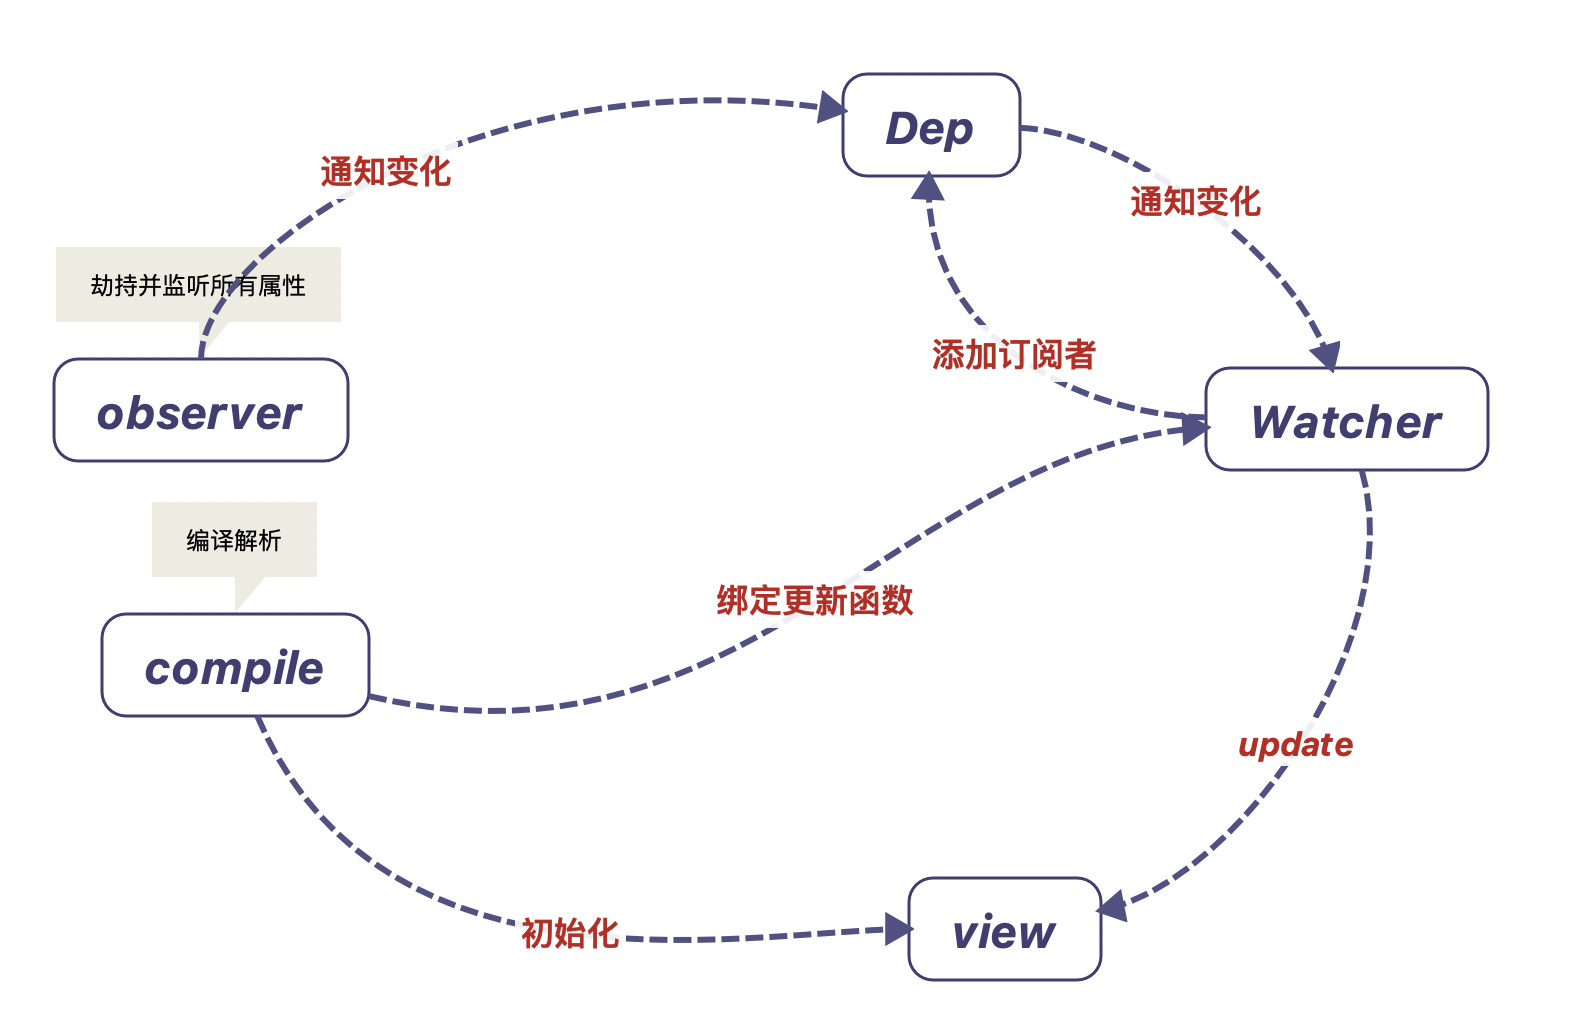 Dep
通知变化
通知变化
劫持并监听所有属性
添加订阅者
observer
Watcher
编译解析
绑定更新函数
compile
update
初始化
view